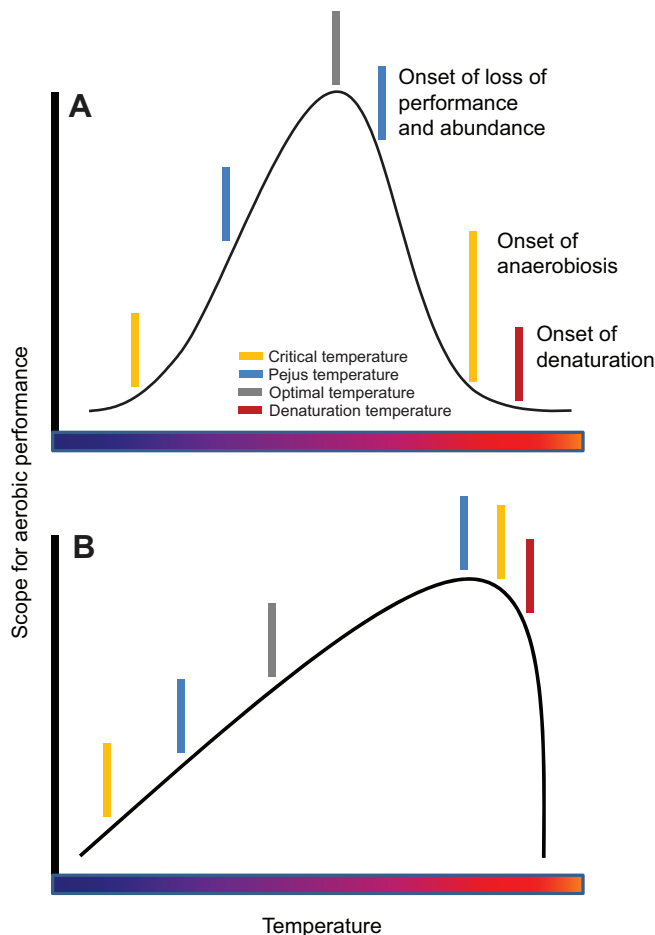 A
Onset of loss of
performance
and abundance
Onset of
anaerobiosis
Onset of
denaturation
Critical temperature
Pejus temperature
Optimal temperature
Denaturation temperature
Scope for aerobic performance
B
Temperature